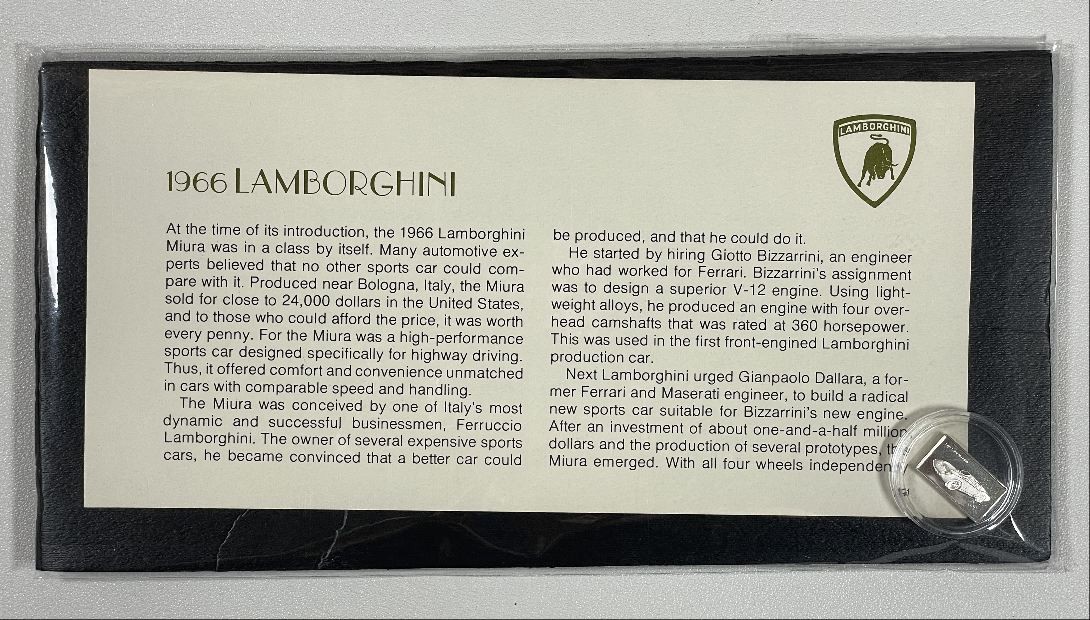 LAMBORGHINI
1966 LAMBORGHINI
At the time of its introduction, the 1966 Lamborghini
Miura was in a class by itself. Many automotive ex-
perts believed that no other sports car could com-
pare with it. Produced near Bologna, Italy, the Miura
sold for close to 24,000 dollars in the United States,
and to those who could afford the price, it was worth
every penny. For the Miura was a high-performance
sports car designed specifically for highway driving.
Thus, it offered comfort and convenience unmatched
in cars with comparable speed and handling.
The Miura was conceived by one of Italy's most
dynamic and successful businessmen, Ferruccio
Lamborghini. The owner of several expensive sports
cars, he became convinced that a better car could
be produced, and that he could do it.
He started by hiring Giotto Bizzarrini, an engineer
who had worked for Ferrari. Bizzarrini's assignment
was to design a superior V-12 engine. Using light-
weight alloys, he produced an engine with four over-
head camshafts that was rated at 360 horsepower.
This was used in the first front-engined Lamborghini
production car.
Next Lamborghini urged Gianpaolo Dallara, a for-
mer Ferrari and Maserati engineer, to build a radical
new sports car suitable for Bizzarrini's new engine.
After an investment of about one-and-a-half million
dollars and the production of several prototypes,
Miura emerged. With all four wheels